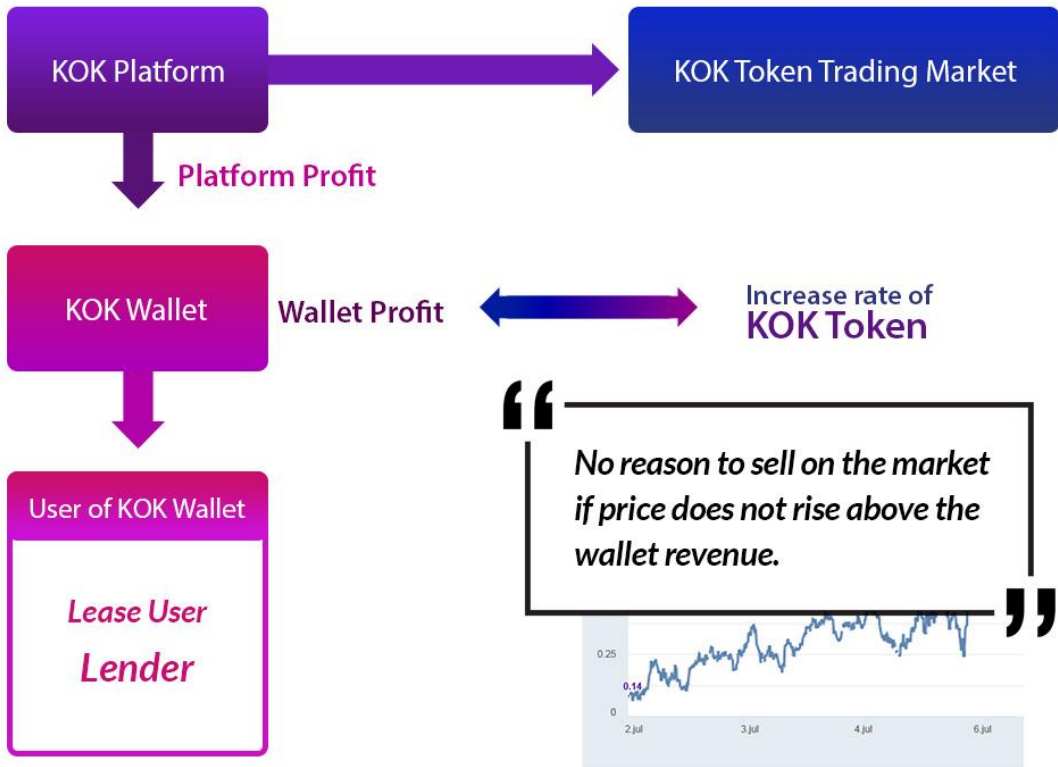 KOK Platform
KOK Token Trading Market
Platform Profit
KOK Wallet
Wallet Profit
Increase rate of
KOK Token
“
No reason to sell on the market
if price does not rise above the
wallet revenue.
”
User of KOK Wallet
Lease User
Lender
0.25
0.14
0
2.jul
3.jul
4.jul
6.jul